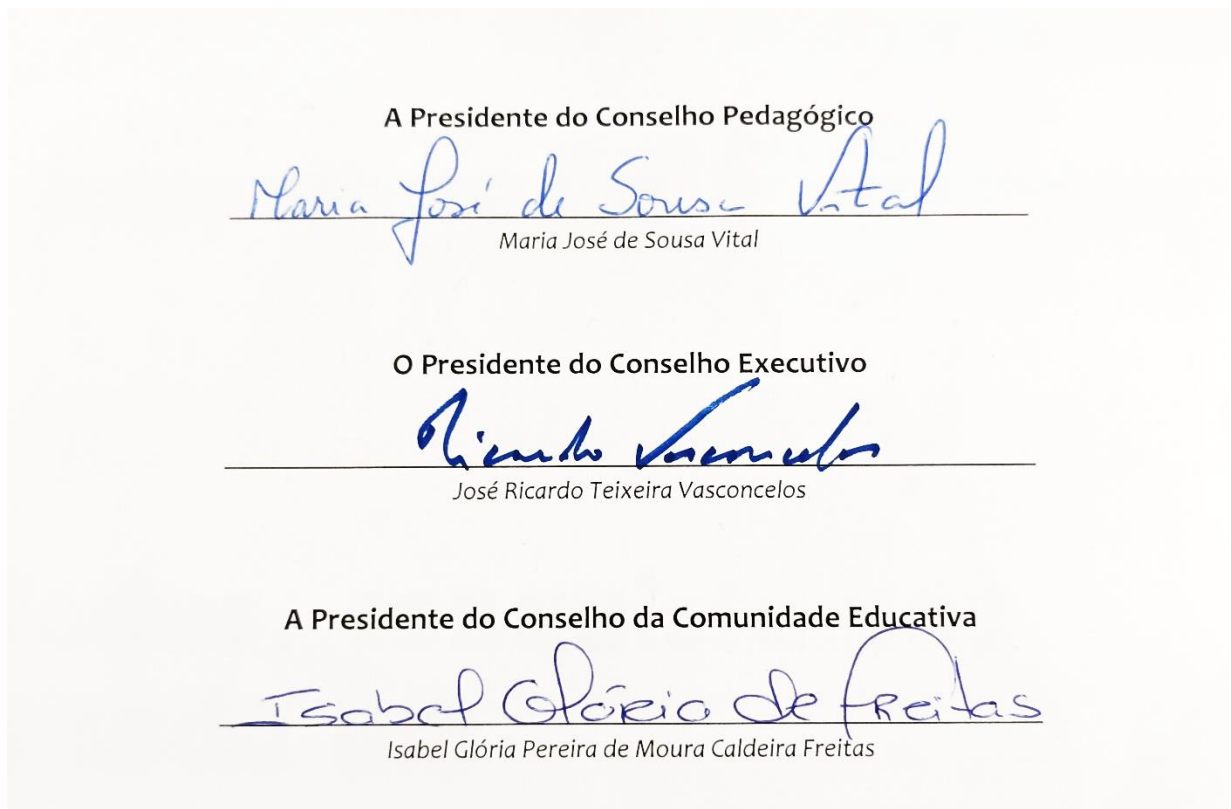 A Presidente do Conselho Pedagógico
Maria José de Sousa Vital
Maria José de Sousa Vital
O Presidente do Conselho Executivo
Ricardo Vasconcelos
José Ricardo Teixeira Vasconcelos
A Presidente do Conselho da Comunidade Educativa
Isabel Glória de Freitas
Isabel Glória Pereira de Moura Caldeira Freitas